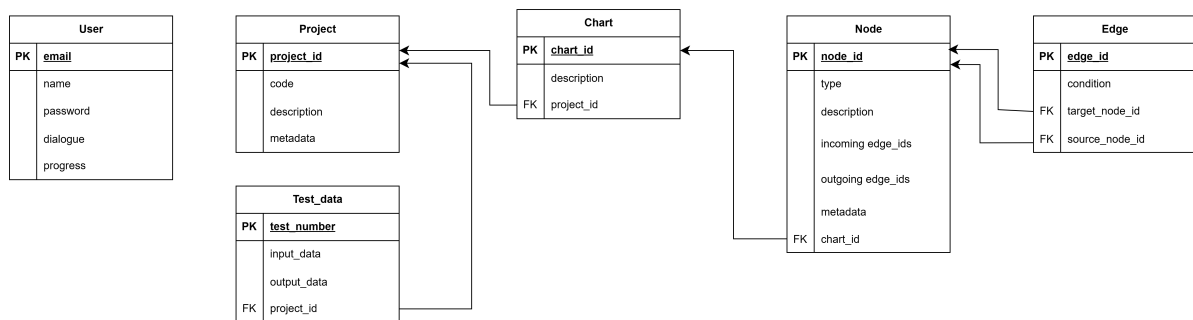 User
PK email
name
password
dialogue
progress
Project
PK project_id
code
description
metadata
Test_data
PK test_number
input_data
output_data
FK project_id
Chart
PK chart_id
description
FK project_id
Node
PK node_id
type
description
incoming edge_ids
outgoing edge_ids
metadata
FK chart_id
Edge
PK edge_id
condition
FK target_node_id
FK source_node_id